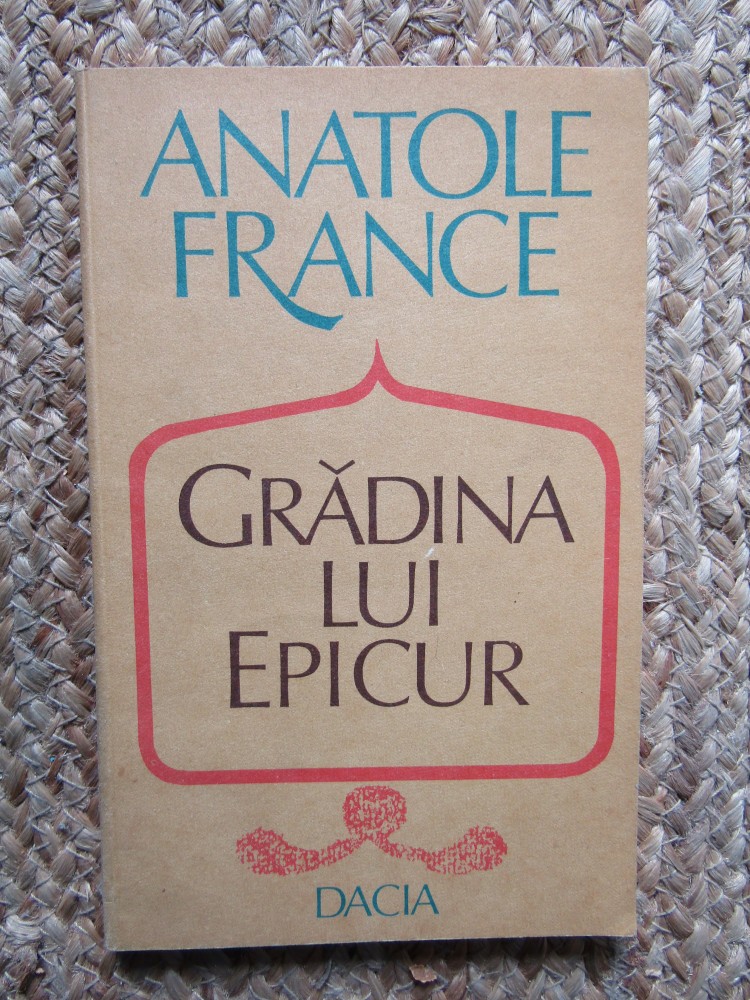 ANATOLE
FRANCE
GRĂDINA
LUI
EPICUR
DACIA